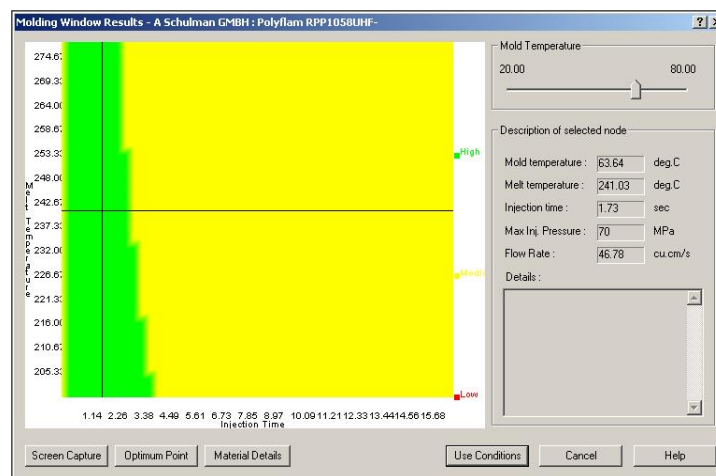 Molding Window Results - A Schulman GMBH : Polyflam RPP1058UHF-
274.67
269.33
264.00
258.67
253.33
248.00
242.67
237.33
232.00
226.67
221.33
216.00
210.67
205.33
Melt Temperature
High
Medi
Low
1.14 2.26 3.38 4.49 5.61 6.73 7.85 8.97 10.09 11.21 12.33 13.44 14.56 15.68
Injection Time
Mold Temperature
20.00 80.00
Description of selected node
Mold temperature : 63.64 deg.C
Melt temperature : 241.03 deg.C
Injection time : 1.73 sec
Max Inj. Pressure : 70 MPa
Flow Rate : 46.78 cu.cm/s
Details :
Screen Capture Optimum Point Material Details Use Conditions Cancel Help